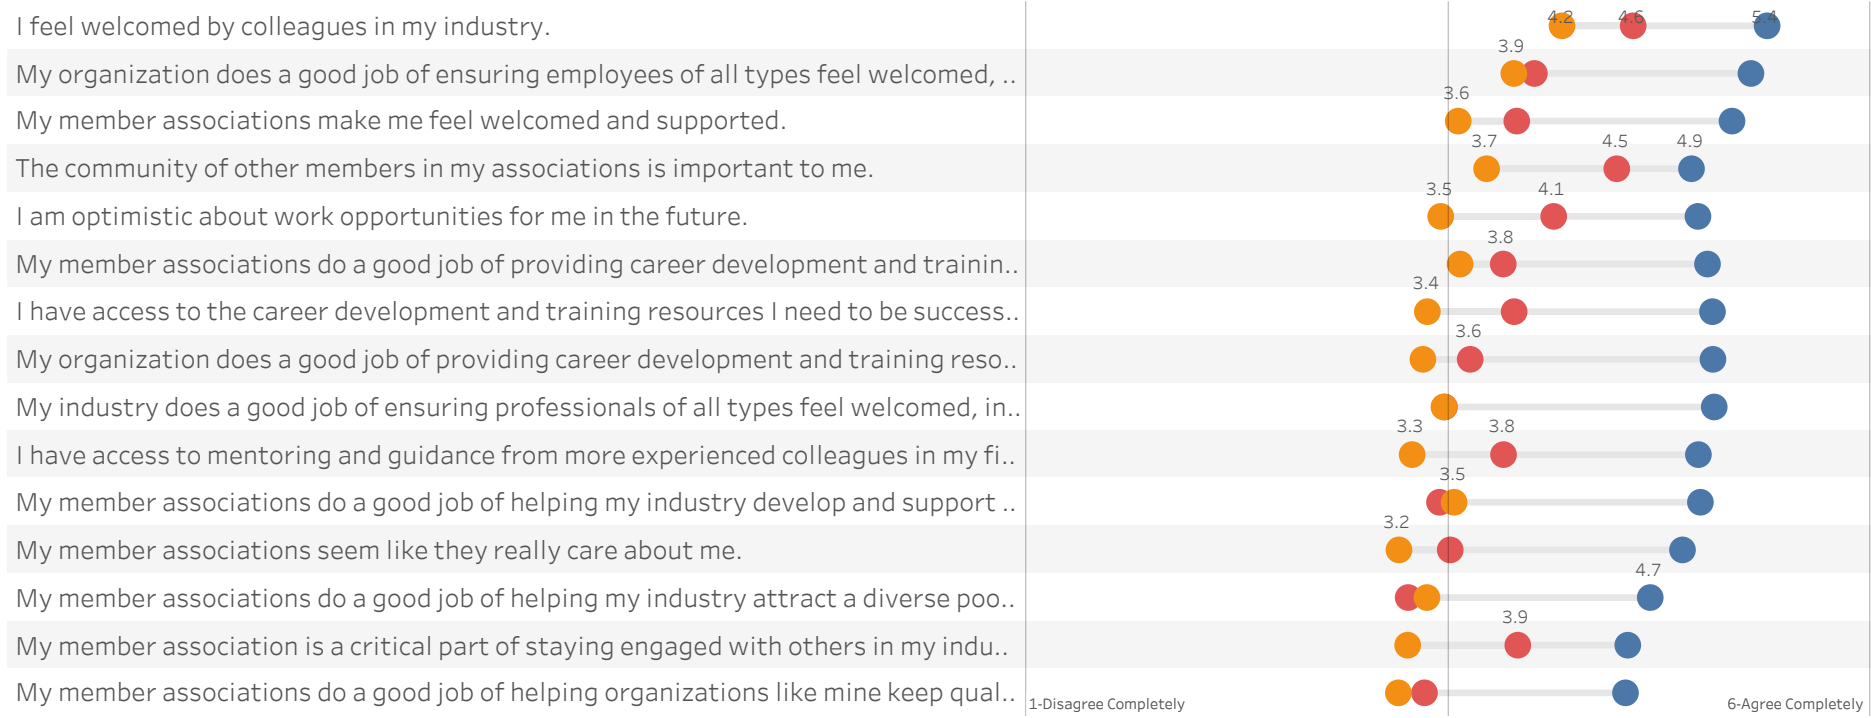 I feel welcomed by colleagues in my industry. 4.2 4.6 5.4
My organization does a good job of ensuring employees of all types feel welcomed, .. 3.9
My member associations make me feel welcomed and supported. 3.6
The community of other members in my associations is important to me. 3.7 4.5 4.9
I am optimistic about work opportunities for me in the future. 3.5 4.1
My member associations do a good job of providing career development and trainin.. 3.8
I have access to the career development and training resources I need to be success.. 3.4
My organization does a good job of providing career development and training reso.. 3.6
My industry does a good job of ensuring professionals of all types feel welcomed, in..
I have access to mentoring and guidance from more experienced colleagues in my fi.. 3.3 3.8
My member associations do a good job of helping my industry develop and support .. 3.5
My member associations seem like they really care about me. 3.2
My member associations do a good job of helping my industry attract a diverse poo.. 4.7
My member association is a critical part of staying engaged with others in my indu.. 3.9
My member associations do a good job of helping organizations like mine keep qual..
1-Disagree Completely 6-Agree Completely